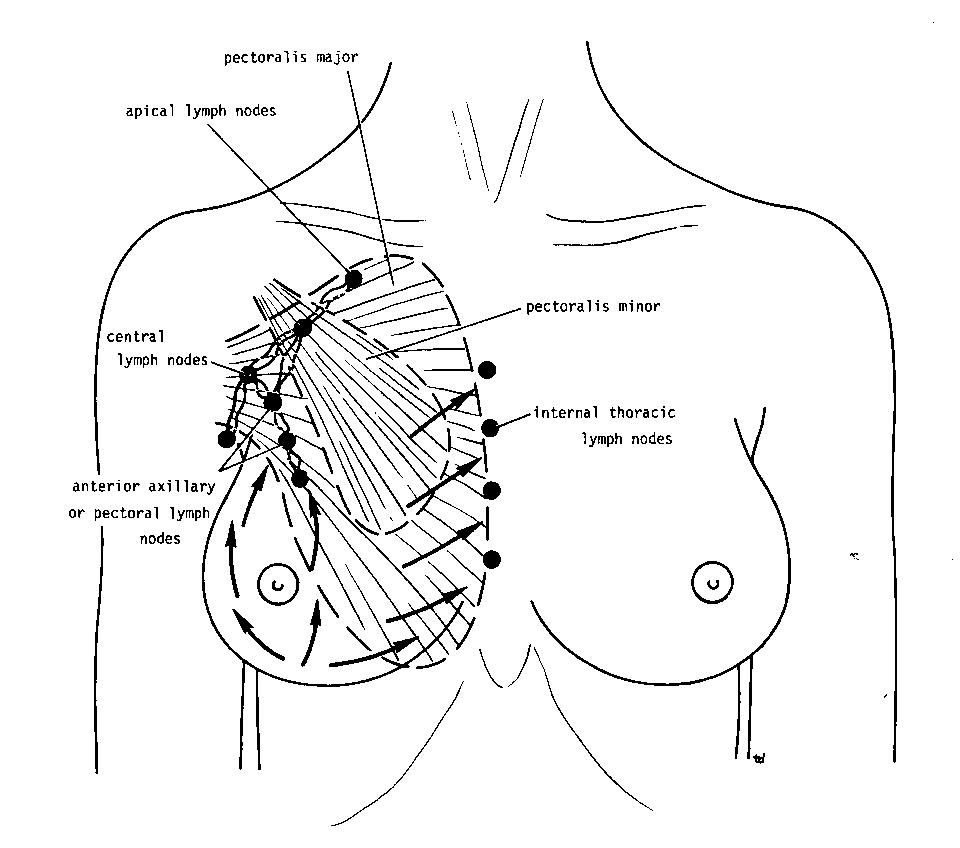 pectoralis major
apical lymph nodes
pectoralis minor
central
lymph nodes
internal thoracic
lymph nodes
anterior axillary
or pectoral lymph
nodes